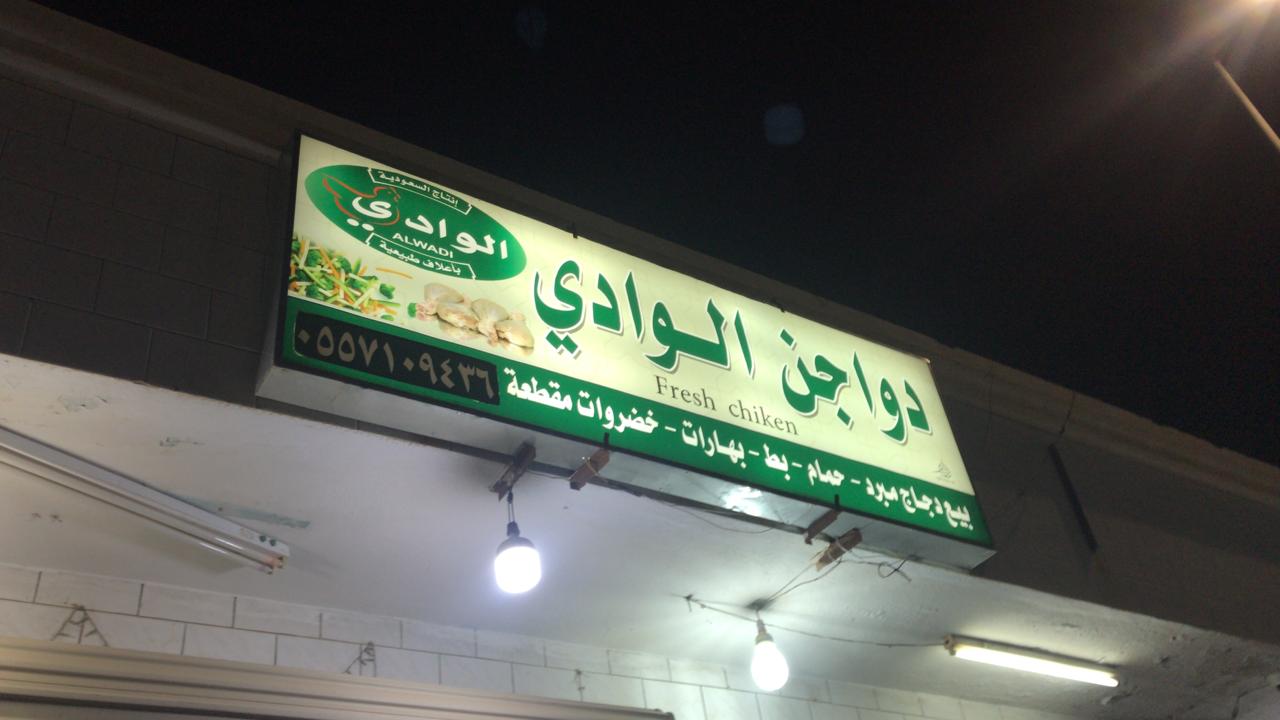 إنتاج السعودية
الوادي
ALWADI
بأعلاف طبيعية
دواجن الوادي
Fresh chiken
بيع دجاج مبرد - حمام - بط - بهارات - خضروات مقطعة
٠٥٥٧١٠٩٤٣٦